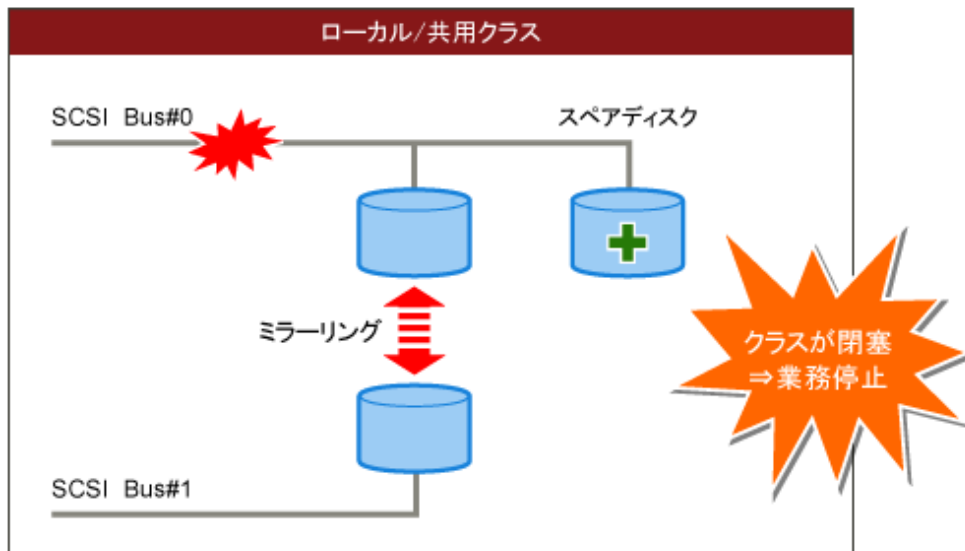 ローカル/共用クラス
SCSI Bus#0
スペアディスク
ミラーリング
クラスが閉塞
⇒業務停止
SCSI Bus#1